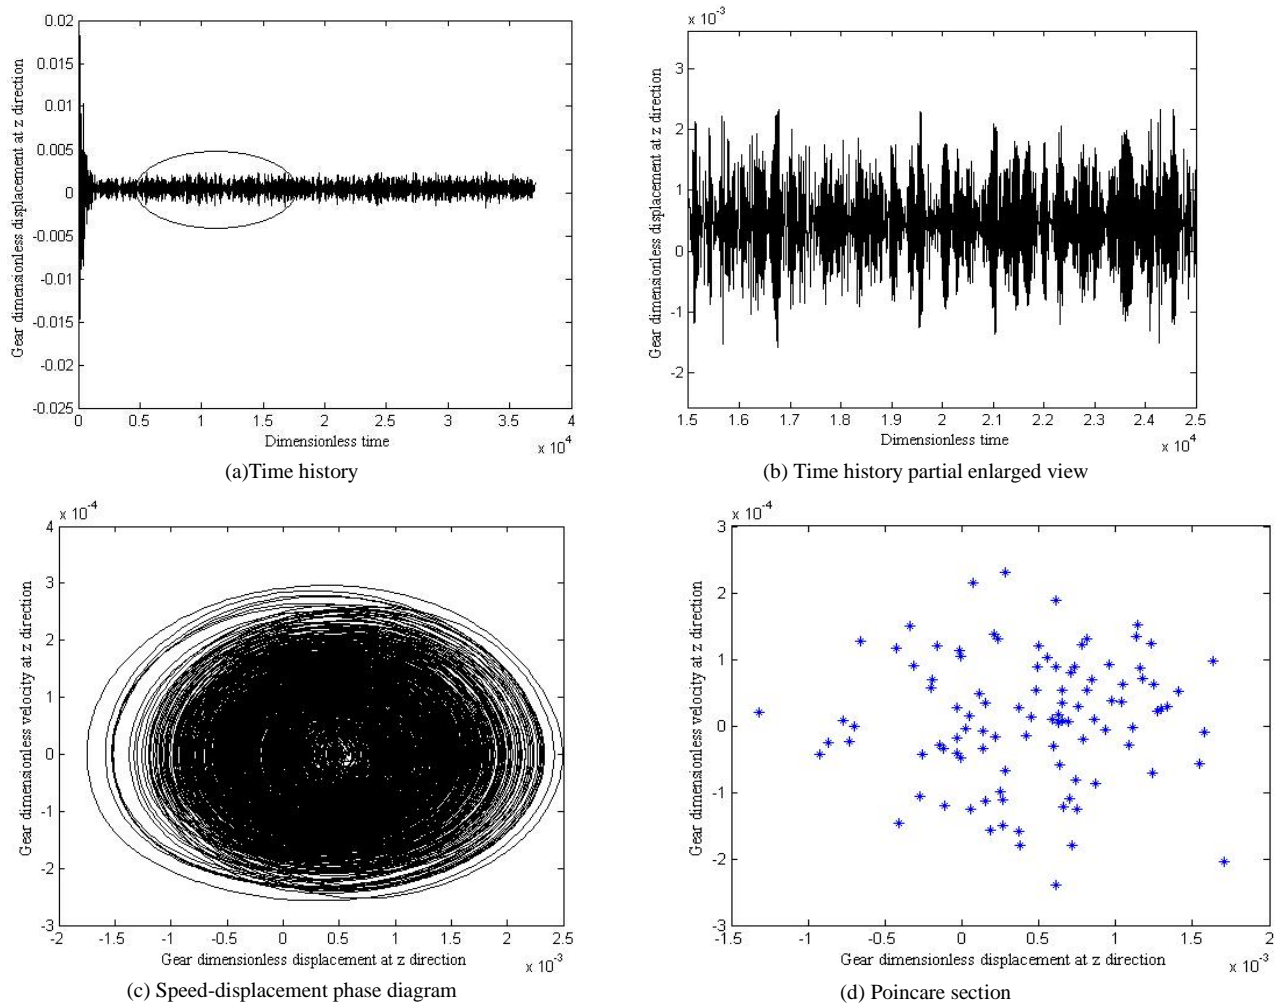 0.02
0.015
0.01
0.005
0
-0.005
-0.01
-0.015
-0.02
-0.025
Gear dimensionless displacement at z direction
0 0.5 1 1.5 2 2.5 3 3.5 4
Dimensionless time
x 10^4
(a)Time history
x 10^-3
3
2
1
0
-1
-2
Gear dimensionless displacement at z direction
1.5 1.6 1.7 1.8 1.9 2.0 2.1 2.2 2.3 2.4 2.5
Dimensionless time
x 10^4
(b) Time history partial enlarged view
x 10^-4
4
3
2
1
0
-1
-2
-3
Gear dimensionless velocity at z direction
-2 -1.5 -1 -0.5 0 0.5 1 1.5 2 2.5
Gear dimensionless displacement at z direction
x 10^-3
(c) Speed-displacement phase diagram
x 10^-4
3
2
1
0
-1
-2
-3
Gear dimensionless velocity at z direction
-1.5 -1 -0.5 0 0.5 1 1.5 2
Gear dimensionless displacement at z direction
x 10^-3
(d) Poincare section